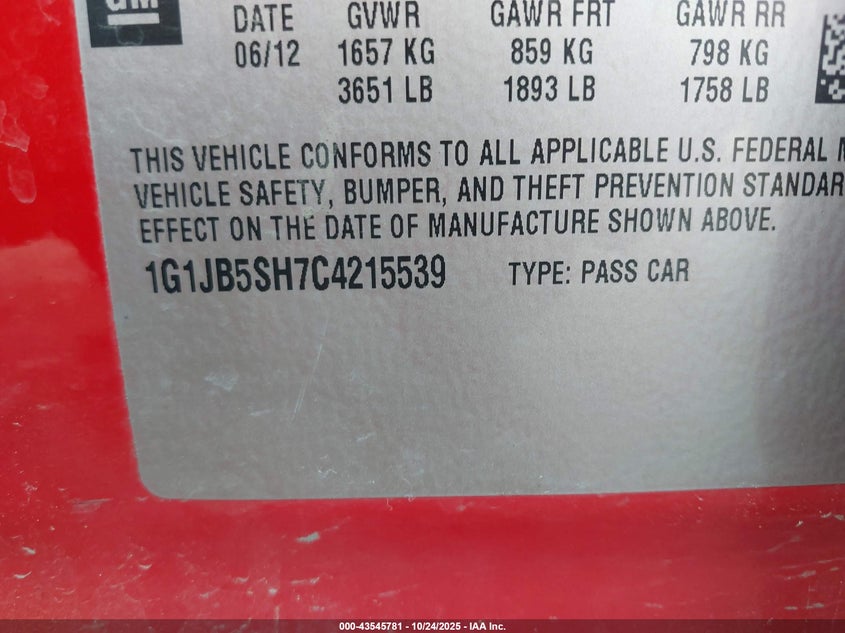 GM
DATE GVWR GAWR FRT GAWR RR
06/12 1657 KG 859 KG 798 KG
3651 LB 1893 LB 1758 LB
THIS VEHICLE CONFORMS TO ALL APPLICABLE U.S. FEDERAL M
VEHICLE SAFETY, BUMPER, AND THEFT PREVENTION STANDAR
EFFECT ON THE DATE OF MANUFACTURE SHOWN ABOVE.
1G1JB5SH7C4215539 TYPE: PASS CAR
000-43545781 - 10/24/2025 - IAA Inc.